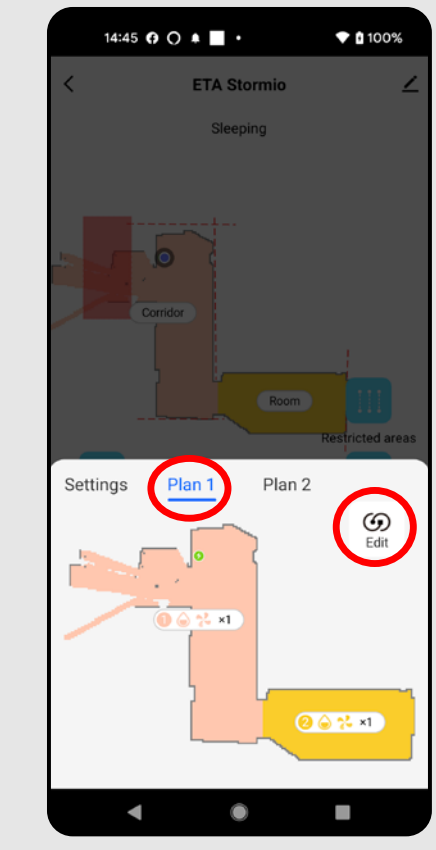 14:45
100%
ETA Stormio
Sleeping
Corridor
Room
Restricted areas
Settings
Plan 1
Plan 2
Edit
1 ×1
2 ×1